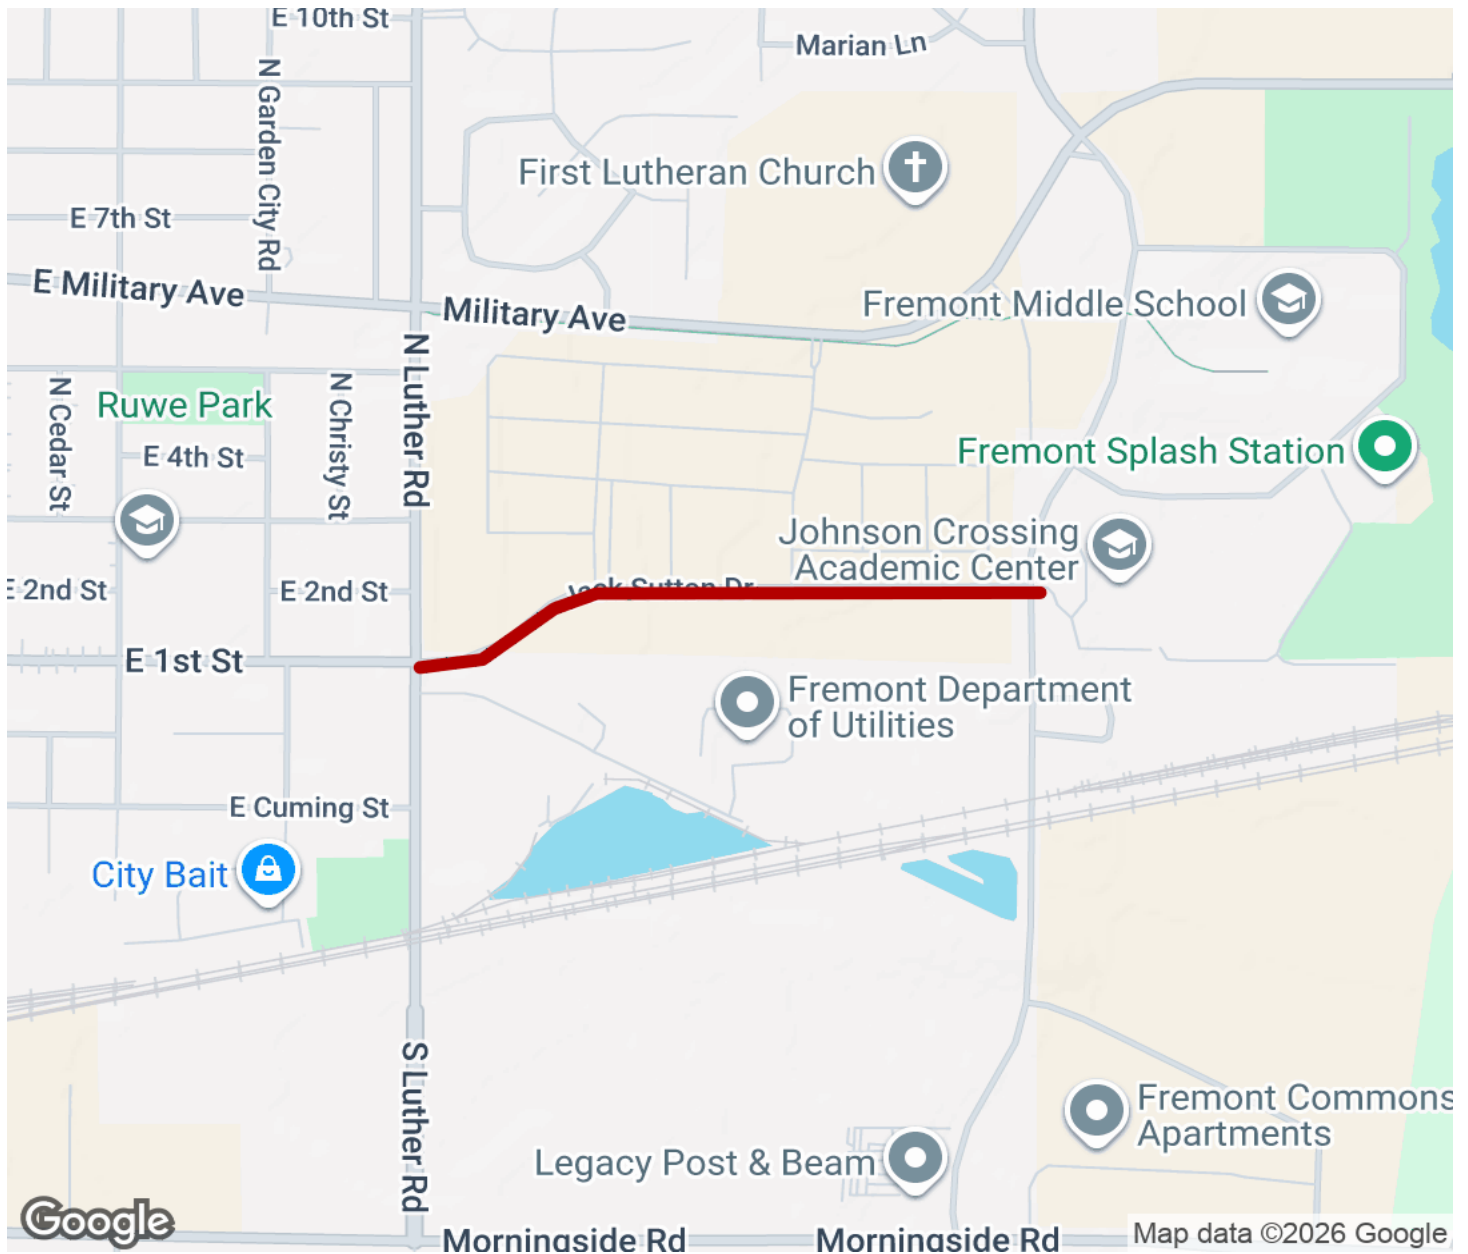 E 10th St
Marian Ln
N Garden City Rd
First Lutheran Church
E 7th St
E Military Ave
Military Ave
Fremont Middle School
N Luther Rd
N Cedar St
N Christy St
Ruwe Park
E 4th St
Fremont Splash Station
Johnson Crossing
Academic Center
E 2nd St
E 2nd St
Sutton Dr
E 1st St
Fremont Department
of Utilities
E Cuming St
City Bait
S Luther Rd
Fremont Commons
Apartments
Legacy Post & Beam
Google
Morningside Rd
Morningside Rd
Map data ©2026 Google